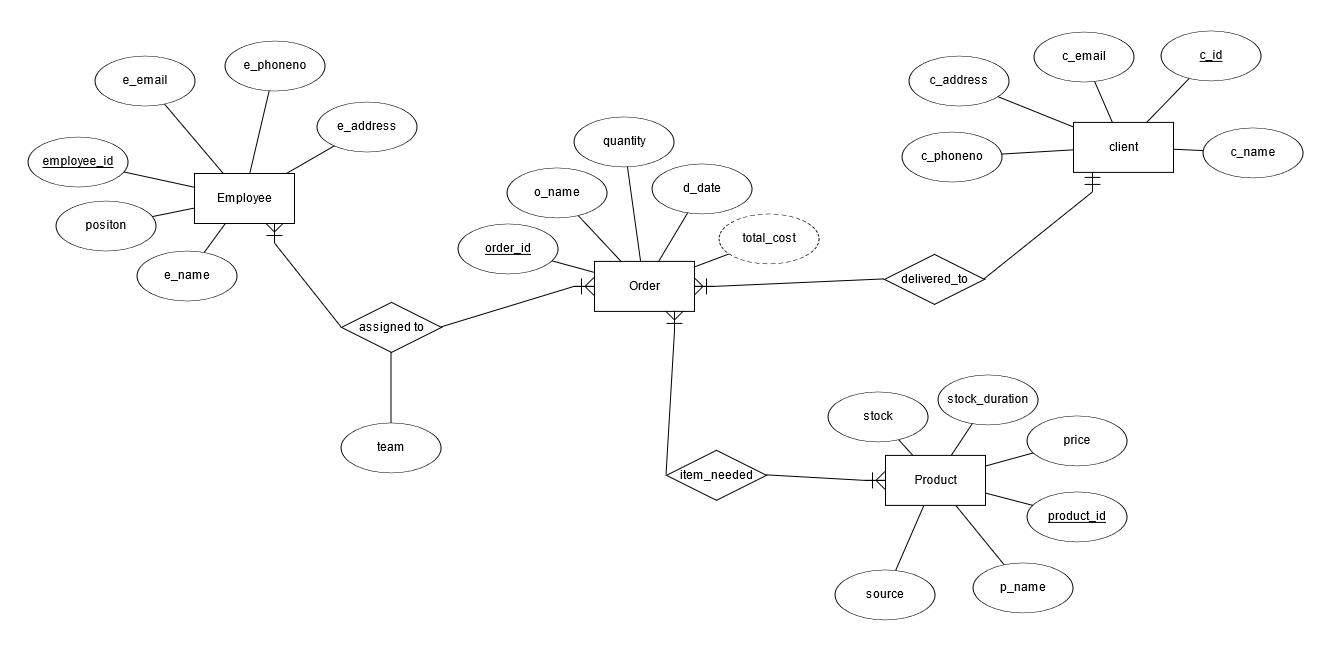 e_email
e_phoneno
e_address
employee_id
Employee
positon
e_name
assigned to
team
quantity
o_name
d_date
order_id
total_cost
Order
delivered_to
c_email
c_id
c_address
client
c_phoneno
c_name
item_needed
stock
stock_duration
price
Product
product_id
source
p_name